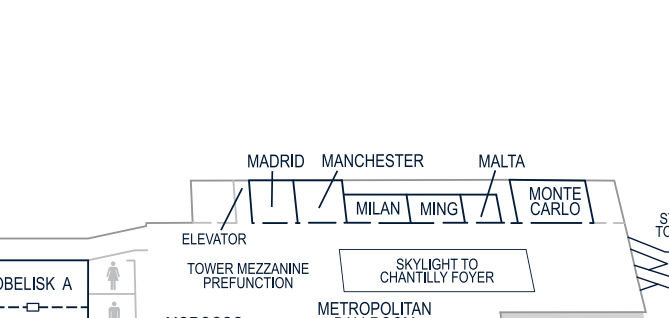 MADRID
MANCHESTER
MALTA
MILAN
MING
MONTE
CARLO
ELEVATOR
TOWER MEZZANINE
PREFUNCTION
SKYLIGHT TO
CHANTILLY FOYER
OBELISK A
METROPOLITAN